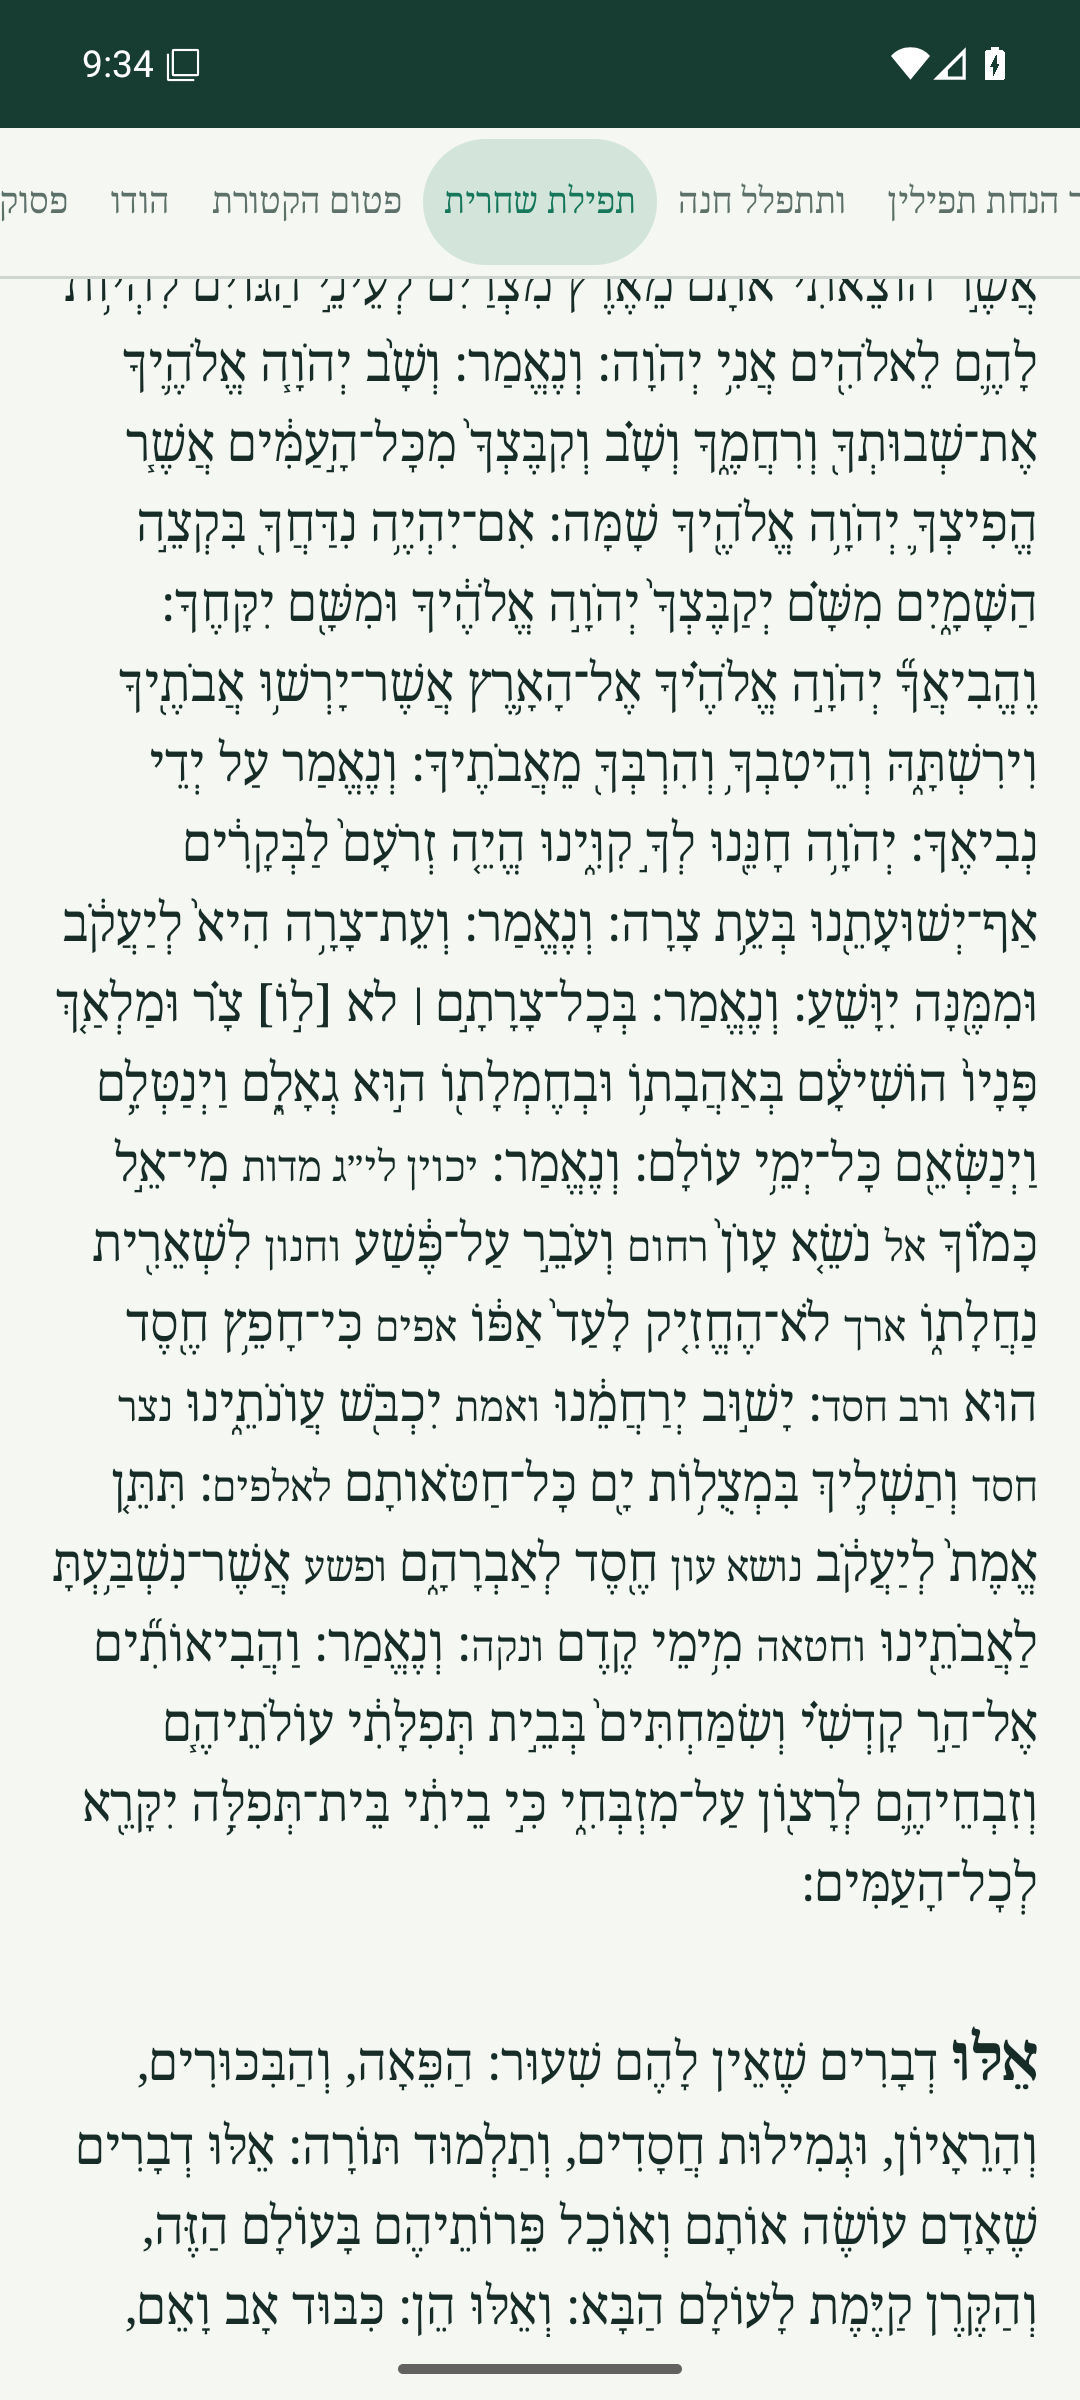 9:34
ר הנחת תפילין ותתפלל חנה תפילת שחרית פטום הקטורת הודו פסוק
אֲשֶׁ֣ר הוֹצֵֽאתִי־אֹתָם֩ מֵאֶ֨רֶץ מִצְרַ֜יִם לְעֵינֵ֣י הַגּוֹיִ֗ם לִֽהְי֥וֹת
לָהֶ֛ם לֵאלֹהִ֖ים אֲנִ֥י יְהֹוָֽה: וְנֶאֱמַר: וְשָׁ֨ב יְהֹוָ֧ה אֱלֹהֶ֛יךָ
אֶת־שְׁבוּתְךָ֖ וְרִחֲמֶ֑ךָ וְשָׁ֗ב וְקִבֶּצְךָ֙ מִכׇּל־הָ֣עַמִּ֔ים אֲשֶׁ֧ר
הֱפִֽיצְךָ֛ יְהֹוָ֥ה אֱלֹהֶ֖יךָ שָֽׁמָּה: אִם־יִהְיֶ֥ה נִֽדַּחֲךָ֖ בִּקְצֵ֣ה
הַשָּׁמָ֑יִם מִשָּׁ֗ם יְקַבֶּצְךָ֙ יְהֹוָ֣ה אֱלֹהֶ֔יךָ וּמִשָּׁ֖ם יִקָּחֶֽךָ:
וֶהֱבִֽיאֲךָ֞ יְהֹוָ֣ה אֱלֹהֶ֗יךָ אֶל־הָאָ֛רֶץ אֲשֶׁר־יָרְשׁ֥וּ אֲבֹתֶ֖יךָ
וִֽירִשְׁתָּ֑הּ וְהֵיטִבְךָ֥ וְהִרְבְּךָ֖ מֵאֲבֹתֶֽיךָ: וְנֶאֱמַר עַל יְדֵי
נְבִיאֶךָ: יְהֹוָ֥ה חׇנֵּ֖נוּ לְךָ֣ קִוִּ֑ינוּ הֱיֵ֤ה זְרֹעָם֙ לַבְּקָרִ֔ים
אַף־יְשׁוּעָתֵ֖נוּ בְּעֵ֥ת צָרָֽה: וְנֶאֱמַר: וְעֵת־צָרָ֥ה הִיא֙ לְיַֽעֲקֹ֔ב
וּמִמֶּ֖נָּה יִוָּשֵֽׁעַ: וְנֶאֱמַר: בְּֽכׇל־צָרָתָ֣ם ׀ לא [ל֣וֹ] צָ֗ר וּמַלְאַ֤ךְ
פָּנָיו֙ הֽוֹשִׁיעָ֔ם בְּאַהֲבָת֥וֹ וּבְחֶמְלָת֖וֹ ה֣וּא גְאָלָ֑ם וַֽיְנַטְּלֵ֥ם
וַֽיְנַשְּׂאֵ֖ם כׇּל־יְמֵ֥י עוֹלָֽם: וְנֶאֱמַר: יכוין לי״ג מדות מִי־אֵ֣ל
כָּמ֗וֹךָ אל נֹשֵׂ֤א עָוֺן֙ רחום וְעֹבֵ֣ר עַל־פֶּ֔שַׁע וחנון לִשְׁאֵרִ֖ית
נַחֲלָת֑וֹ ארך לֹא־הֶחֱזִ֤יק לָעַד֙ אַפּ֔וֹ אפים כִּֽי־חָפֵ֥ץ חֶ֖סֶד
הֽוּא ורב חסד: יָשׁ֣וּב יְרַחֲמֵ֔נוּ ואמת יִכְבֹּ֖שׁ עֲוֺנֹתֵ֑ינוּ נצר
חסד וְתַשְׁלִ֛יךְ בִּמְצֻל֥וֹת יָ֖ם כׇּל־חַטֹּאותָֽם לאלפים: תִּתֵּ֤ן
אֱמֶת֙ לְיַֽעֲקֹ֔ב נושא עון חֶ֖סֶד לְאַבְרָהָ֑ם ופשע אֲשֶׁר־נִשְׁבַּ֥עְתָּ
לַאֲבֹתֵ֖ינוּ וחטאה מִ֥ימֵי קֶֽדֶם ונקה: וְנֶאֱמַר: וַהֲבִיאוֹתִ֞ים
אֶל־הַ֣ר קׇדְשִׁ֗י וְשִׂמַּחְתִּים֙ בְּבֵ֣ית תְּפִלָּתִ֔י עוֹלֹתֵיהֶ֧ם
וְזִבְחֵיהֶ֛ם לְרָצ֖וֹן עַֽל־מִזְבְּחִ֑י כִּ֣י בֵיתִ֔י בֵּית־תְּפִלָּ֥ה יִקָּרֵ֖א
לְכׇל־הָעַמִּֽים:
אֵלּוּ דְבָרִים שֶׁאֵין לָהֶם שִׁעוּר: הַפֵּאָה, וְהַבִּכּוּרִים,
וְהָרֵאָיוֹן, וּגְמִילוּת חֲסָדִים, וְתַלְמוּד תּוֹרָה: אֵלּוּ דְבָרִים
שֶׁאָדָם עוֹשֶׂה אוֹתָם וְאוֹכֵל פֵּרוֹתֵיהֶם בָּעוֹלָם הַזֶּה,
וְהַקֶּרֶן קַיֶּמֶת לָעוֹלָם הַבָּא: וְאֵלּוּ הֵן: כִּבּוּד אָב וָאֵם,